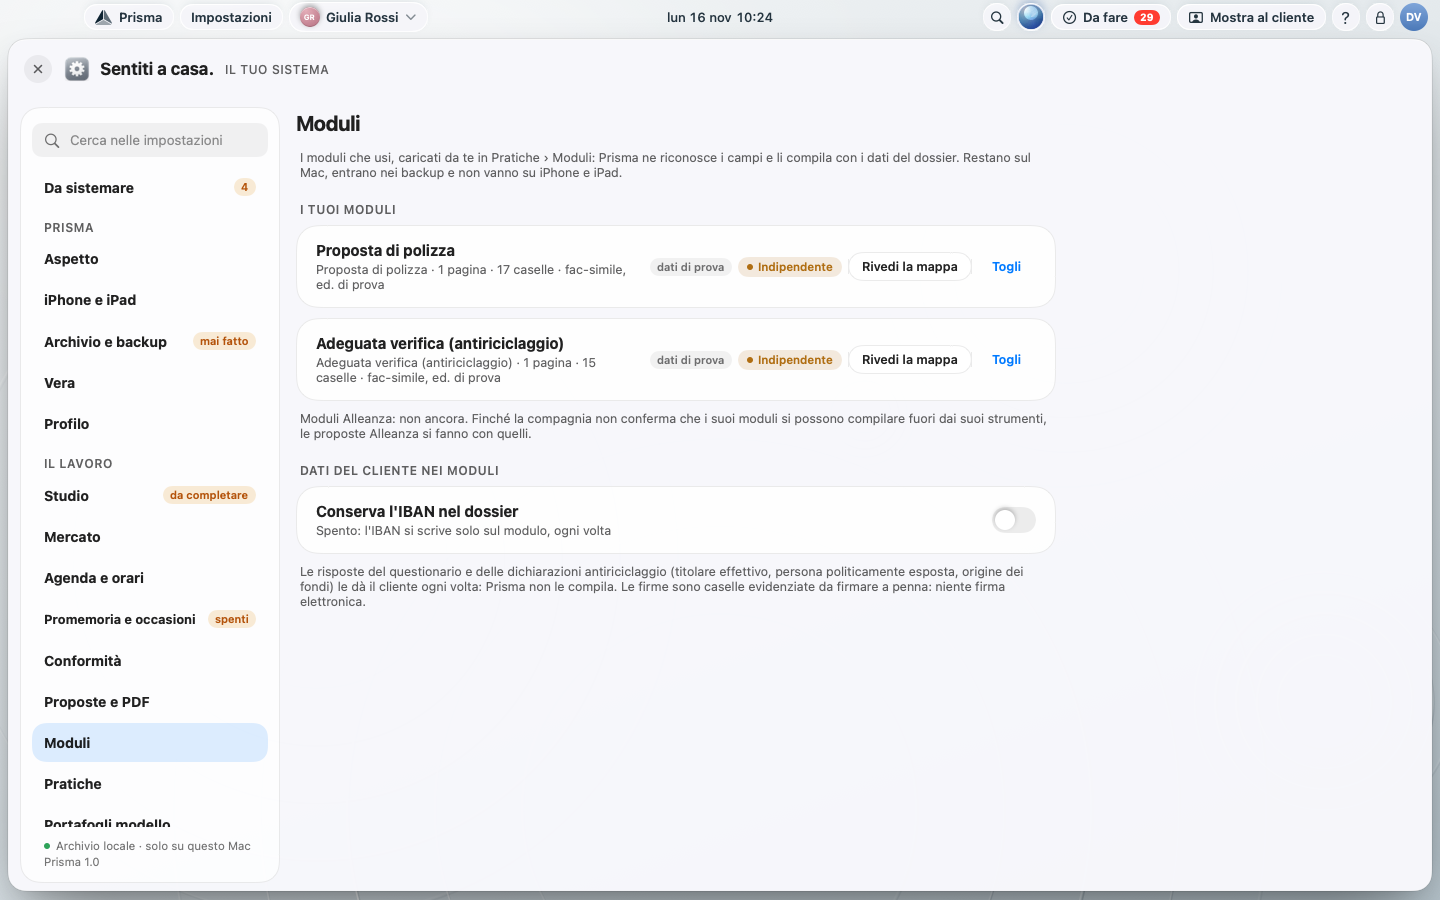 Prisma
Impostazioni
GR Giulia Rossi
lun 16 nov 10:24
Da fare 29
Mostra al cliente
?
DV
Sentiti a casa. IL TUO SISTEMA
Cerca nelle impostazioni
Da sistemare 4
PRISMA
Aspetto
iPhone e iPad
Archivio e backup mai fatto
Vera
Profilo
IL LAVORO
Studio da completare
Mercato
Agenda e orari
Promemoria e occasioni spenti
Conformità
Proposte e PDF
Moduli
Pratiche
Portafogli modello
Archivio locale · solo su questo Mac
Prisma 1.0
Moduli
I moduli che usi, caricati da te in Pratiche › Moduli: Prisma ne riconosce i campi e li compila con i dati del dossier. Restano sul
Mac, entrano nei backup e non vanno su iPhone e iPad.
I TUOI MODULI
Proposta di polizza
Proposta di polizza · 1 pagina · 17 caselle · fac-simile,
ed. di prova
dati di prova
Indipendente
Rivedi la mappa
Togli
Adeguata verifica (antiriciclaggio)
Adeguata verifica (antiriciclaggio) · 1 pagina · 15
caselle · fac-simile, ed. di prova
dati di prova
Indipendente
Rivedi la mappa
Togli
Moduli Alleanza: non ancora. Finché la compagnia non conferma che i suoi moduli si possono compilare fuori dai suoi strumenti,
le proposte Alleanza si fanno con quelli.
DATI DEL CLIENTE NEI MODULI
Conserva l'IBAN nel dossier
Spento: l'IBAN si scrive solo sul modulo, ogni volta
Le risposte del questionario e delle dichiarazioni antiriciclaggio (titolare effettivo, persona politicamente esposta, origine dei
fondi) le dà il cliente ogni volta: Prisma non le compila. Le firme sono caselle evidenziate da firmare a penna: niente firma
elettronica.